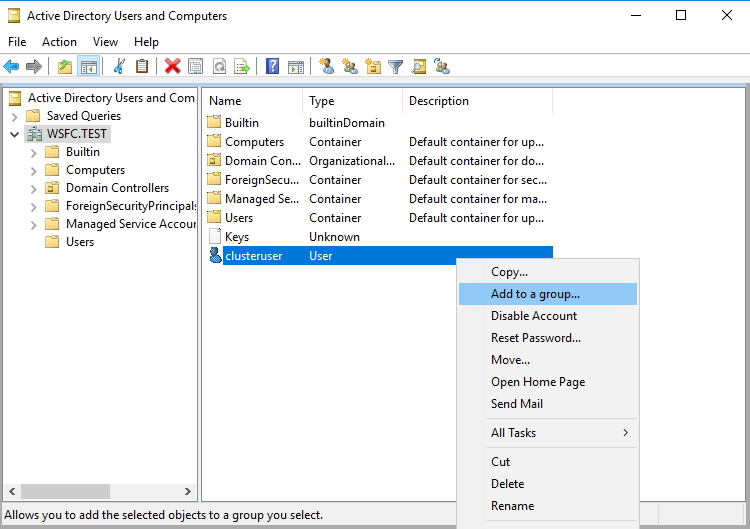 Active Directory Users and Computers
File Action View Help
Active Directory Users and Com
Saved Queries
WSFC.TEST
Builtin
Computers
Domain Controllers
ForeignSecurityPrincipals
Managed Service Accour
Users
Name Type Description
Builtin builtinDomain
Computers Container Default container for up...
Domain Con... Organizational... Default container for do...
ForeignSecu... Container Default container for sec...
Managed Se... Container Default container for ma...
Users Container Default container for up...
Keys Unknown
clusteruser User
Copy...
Add to a group...
Disable Account
Reset Password...
Move...
Open Home Page
Send Mail
All Tasks
Cut
Delete
Rename
Allows you to add the selected objects to a group you select.